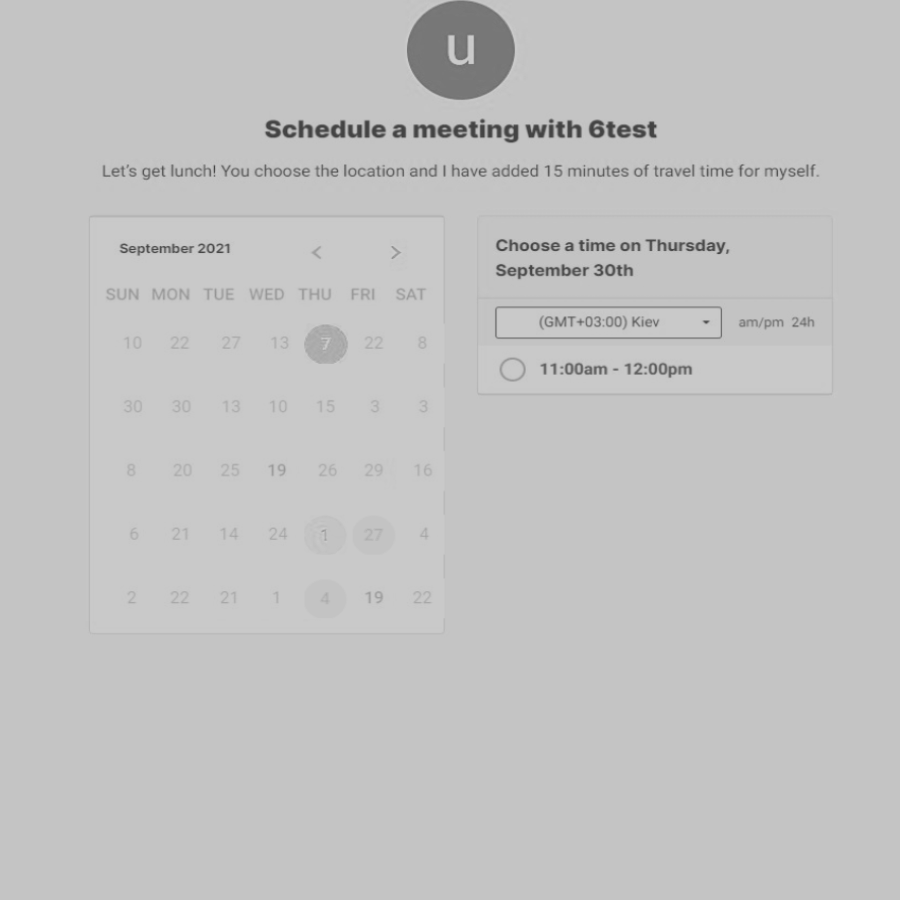 u
Schedule a meeting with 6test
Let's get lunch! You choose the location and I have added 15 minutes of travel time for myself.
September 2021
SUN MON TUE WED THU FRI SAT
10 22 27 13 7 22 8
30 30 13 10 15 3 3
8 20 25 19 26 29 16
6 21 14 24 1 27 4
2 22 21 1 4 19 22
Choose a time on Thursday,
September 30th
(GMT+03:00) Kiev am/pm 24h
11:00am - 12:00pm